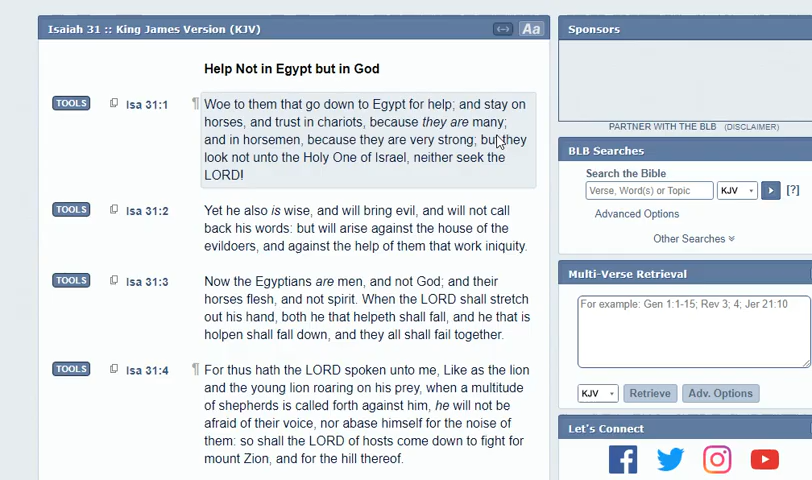 Isaiah 31 :: King James Version (KJV)
Aa
Help Not in Egypt but in God
TOOLS Isa 31:1 ¶ Woe to them that go down to Egypt for help; and stay on
horses, and trust in chariots, because they are many;
and in horsemen, because they are very strong; but they
look not unto the Holy One of Israel, neither seek the
LORD!
TOOLS Isa 31:2 Yet he also is wise, and will bring evil, and will not call
back his words: but will arise against the house of the
evildoers, and against the help of them that work iniquity.
TOOLS Isa 31:3 Now the Egyptians are men, and not God; and their
horses flesh, and not spirit. When the LORD shall stretch
out his hand, both he that helpeth shall fall, and he that is
holpen shall fall down, and they all shall fail together.
TOOLS Isa 31:4 ¶ For thus hath the LORD spoken unto me, Like as the lion
and the young lion roaring on his prey, when a multitude
of shepherds is called forth against him, he will not be
afraid of their voice, nor abase himself for the noise of
them: so shall the LORD of hosts come down to fight for
mount Zion, and for the hill thereof.
Sponsors
PARTNER WITH THE BLB (DISCLAIMER)
BLB Searches
Search the Bible
Verse, Word(s) or Topic KJV [?]
Advanced Options
Other Searches
Multi-Verse Retrieval
For example: Gen 1:1-15; Rev 3; 4; Jer 21:10
KJV Retrieve Adv. Options
Let's Connect